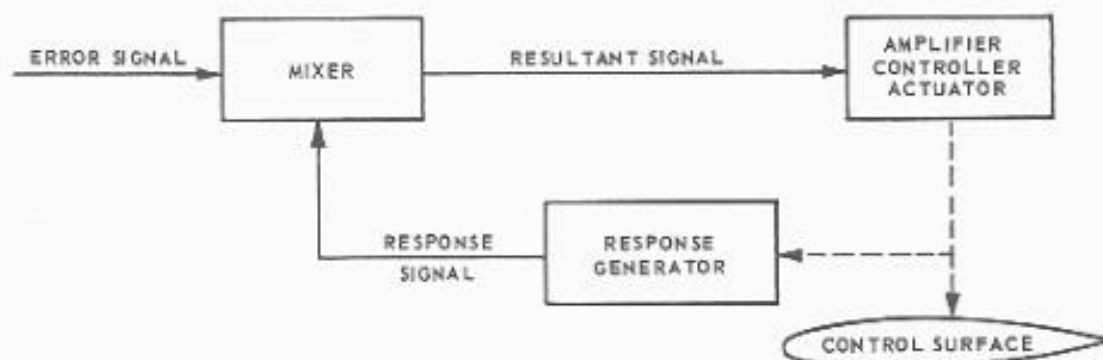 ERROR SIGNAL
MIXER
RESULTANT SIGNAL
AMPLIFIER
CONTROLLER
ACTUATOR
RESPONSE
SIGNAL
RESPONSE
GENERATOR
CONTROL SURFACE